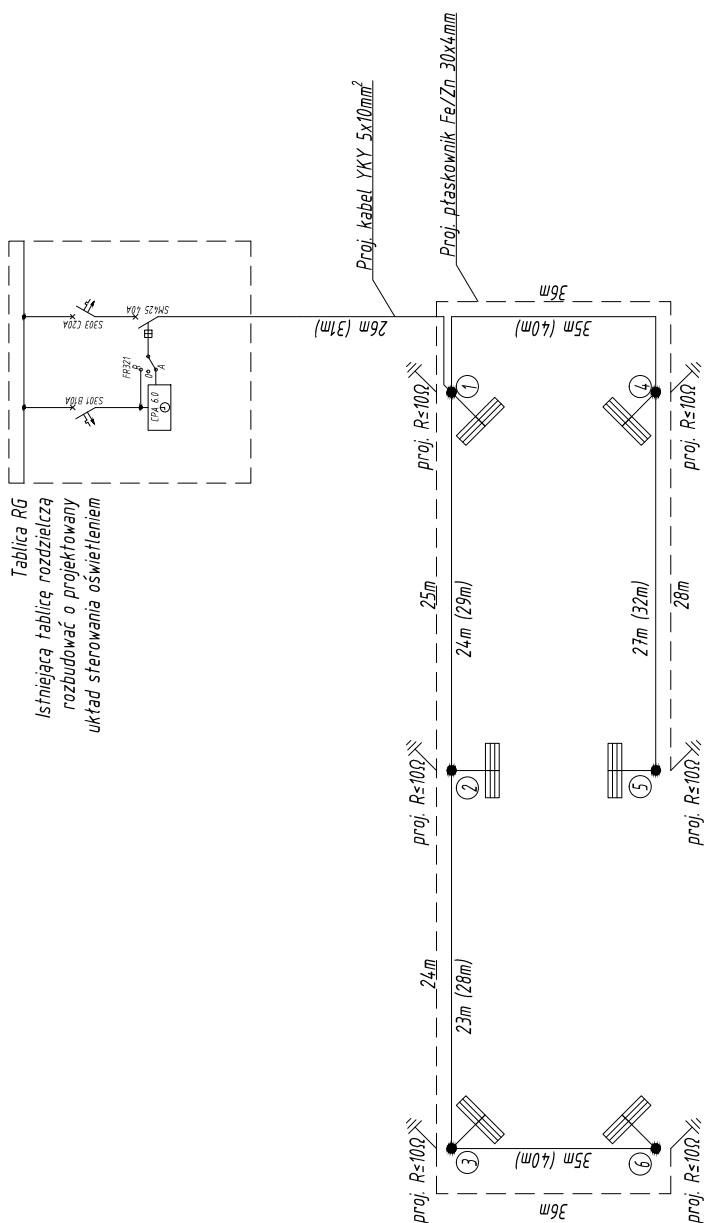 Tablica RG
Istniejącą tablicę rozdzielczą
rozbudować o projektowany
układ sterowania oświetleniem
S301 B10A
S303 C20A
SM425 40A
FR321
R
0
A
CPA 6.0
26m (31m)
Proj. kabel YKY 5x10mm²
Proj. płaskownik Fe/Zn 30x4mm
36m
35m (40m)
proj. R≤10Ω
1
4
proj. R≤10Ω
25m
24m (29m)
27m (32m)
28m
proj. R≤10Ω
2
5
proj. R≤10Ω
24m
23m (28m)
proj. R≤10Ω
3
6
proj. R≤10Ω
35m (40m)
36m